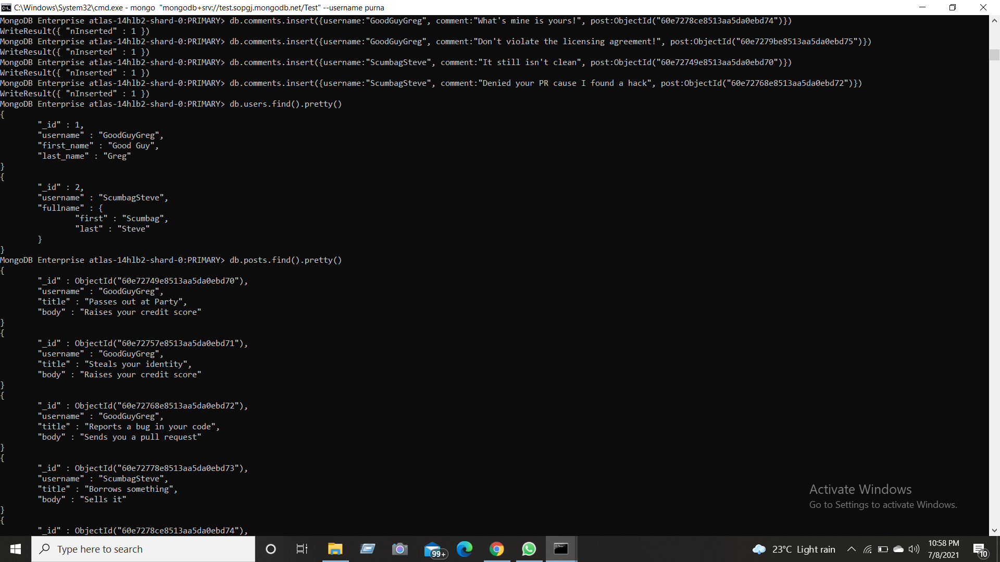 C:\Windows\System32\cmd.exe - mongo  "mongodb+srv://test.sopgj.mongodb.net/Test" --username purna
MongoDB Enterprise atlas-14hlb2-shard-0:PRIMARY> db.comments.insert({username:"GoodGuyGreg", comment:"What's mine is yours!", post:ObjectId("60e7278ce8513aa5da0ebd74")})
WriteResult({ "nInserted" : 1 })
MongoDB Enterprise atlas-14hlb2-shard-0:PRIMARY> db.comments.insert({username:"GoodGuyGreg", comment:"Don't violate the licensing agreement!", post:ObjectId("60e7279be8513aa5da0ebd75")})
WriteResult({ "nInserted" : 1 })
MongoDB Enterprise atlas-14hlb2-shard-0:PRIMARY> db.comments.insert({username:"ScumbagSteve", comment:"It still isn't clean", post:ObjectId("60e72749e8513aa5da0ebd70")})
WriteResult({ "nInserted" : 1 })
MongoDB Enterprise atlas-14hlb2-shard-0:PRIMARY> db.comments.insert({username:"ScumbagSteve", comment:"Denied your PR cause I found a hack", post:ObjectId("60e72768e8513aa5da0ebd72")})
WriteResult({ "nInserted" : 1 })
MongoDB Enterprise atlas-14hlb2-shard-0:PRIMARY> db.users.find().pretty()
{
        "_id" : 1,
        "username" : "GoodGuyGreg",
        "first_name" : "Good Guy",
        "last_name" : "Greg"
}
{
        "_id" : 2,
        "username" : "ScumbagSteve",
        "fullname" : {
                "first" : "Scumbag",
                "last" : "Steve"
        }
}
MongoDB Enterprise atlas-14hlb2-shard-0:PRIMARY> db.posts.find().pretty()
{
        "_id" : ObjectId("60e72749e8513aa5da0ebd70"),
        "username" : "GoodGuyGreg",
        "title" : "Passes out at Party",
        "body" : "Raises your credit score"
}
{
        "_id" : ObjectId("60e72757e8513aa5da0ebd71"),
        "username" : "GoodGuyGreg",
        "title" : "Steals your identity",
        "body" : "Raises your credit score"
}
{
        "_id" : ObjectId("60e72768e8513aa5da0ebd72"),
        "username" : "GoodGuyGreg",
        "title" : "Reports a bug in your code",
        "body" : "Sends you a pull request"
}
{
        "_id" : ObjectId("60e72778e8513aa5da0ebd73"),
        "username" : "ScumbagSteve",
        "title" : "Borrows something",
        "body" : "Sells it"
}
{
        "_id" : ObjectId("60e7278ce8513aa5da0ebd74"),
Activate Windows
Go to Settings to activate Windows.
Type here to search
99+
23°C Light rain
10:58 PM
7/8/2021
10